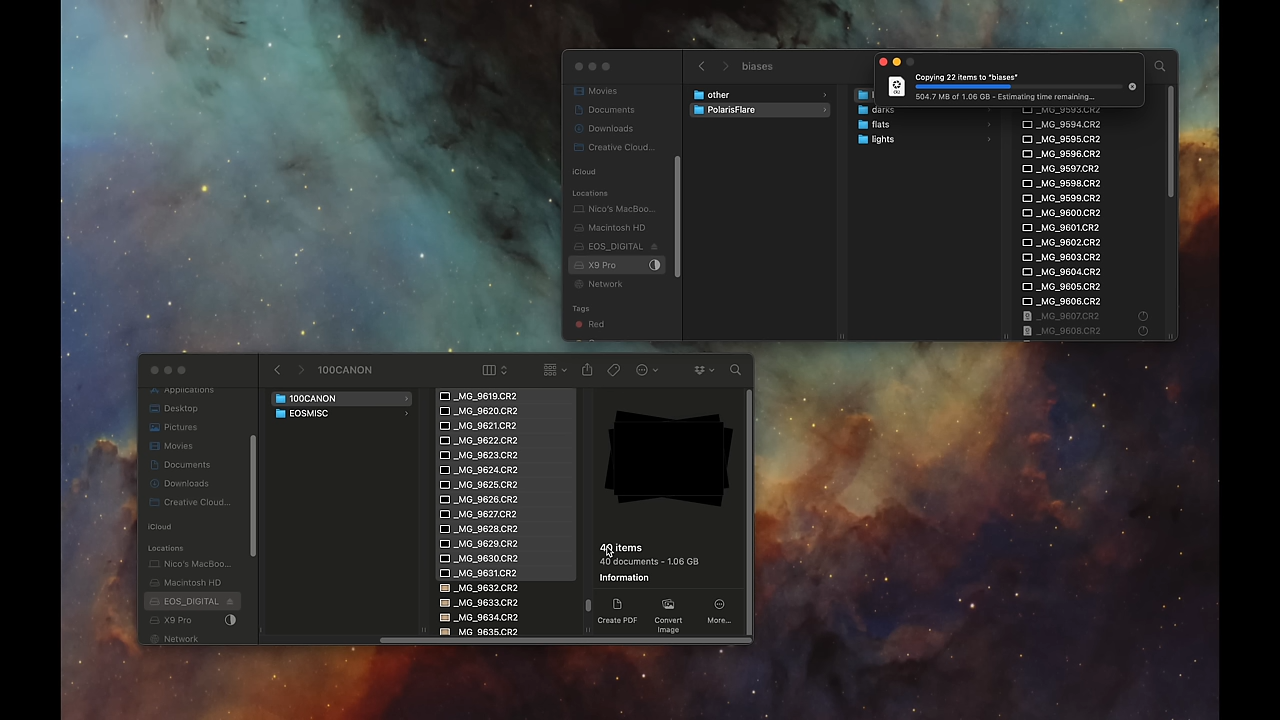 biases
Copying 22 items to "biases"
504.7 MB of 1.06 GB - Estimating time remaining...
Movies
Documents
Downloads
Creative Cloud...
iCloud
Locations
Nico's MacBoo...
Macintosh HD
EOS_DIGITAL
X9 Pro
Network
Tags
Red
other
PolarisFlare
darks
flats
lights
_MG_9593.CR2
_MG_9594.CR2
_MG_9595.CR2
_MG_9596.CR2
_MG_9597.CR2
_MG_9598.CR2
_MG_9599.CR2
_MG_9600.CR2
_MG_9601.CR2
_MG_9602.CR2
_MG_9603.CR2
_MG_9604.CR2
_MG_9605.CR2
_MG_9606.CR2
_MG_9607.CR2
_MG_9608.CR2
100CANON
Applications
Desktop
Pictures
Movies
Documents
Downloads
Creative Cloud...
iCloud
Locations
Nico's MacBoo...
Macintosh HD
EOS_DIGITAL
X9 Pro
Network
100CANON
EOSMISC
_MG_9619.CR2
_MG_9620.CR2
_MG_9621.CR2
_MG_9622.CR2
_MG_9623.CR2
_MG_9624.CR2
_MG_9625.CR2
_MG_9626.CR2
_MG_9627.CR2
_MG_9628.CR2
_MG_9629.CR2
_MG_9630.CR2
_MG_9631.CR2
_MG_9632.CR2
_MG_9633.CR2
_MG_9634.CR2
_MG_9635.CR2
40 items
40 documents - 1.06 GB
Information
Create PDF
Convert Image
More...